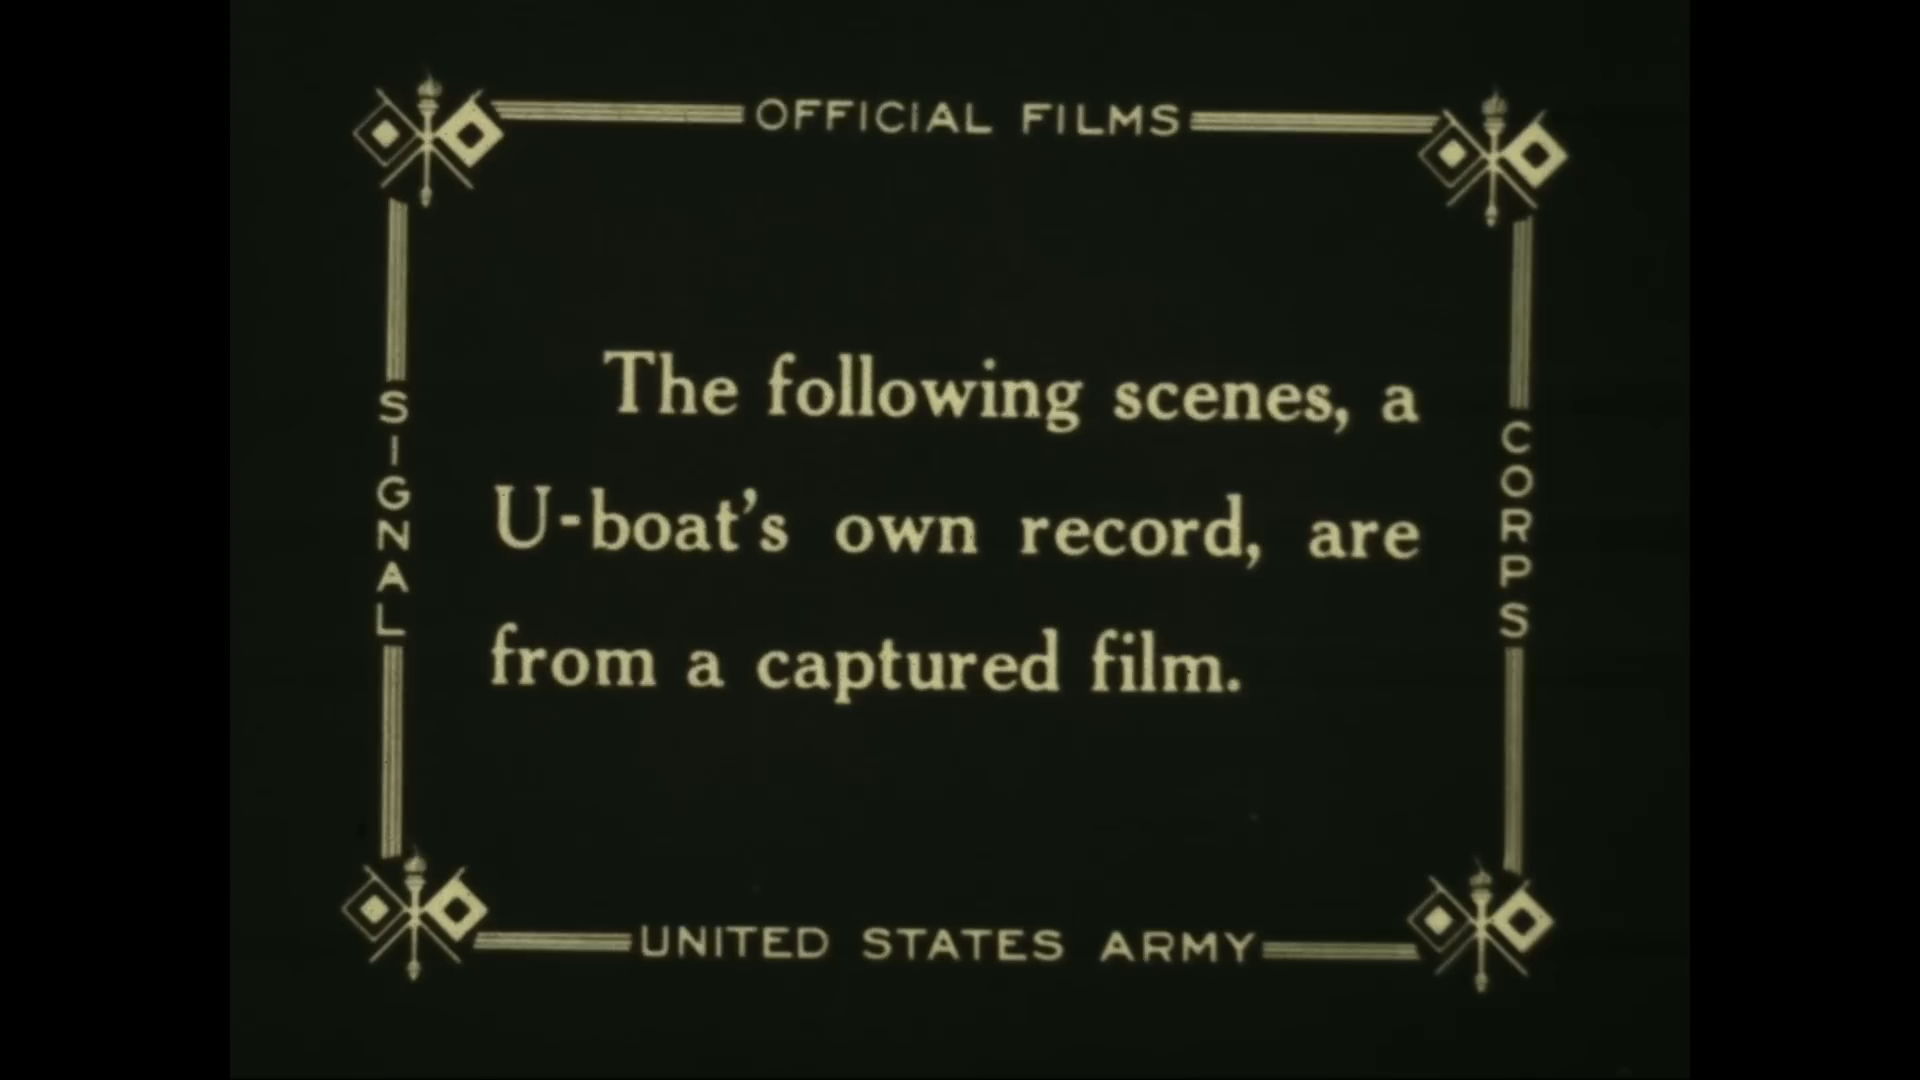 OFFICIAL FILMS
SIGNAL
CORPS
The following scenes, a
U-boat's own record, are
from a captured film.
UNITED STATES ARMY